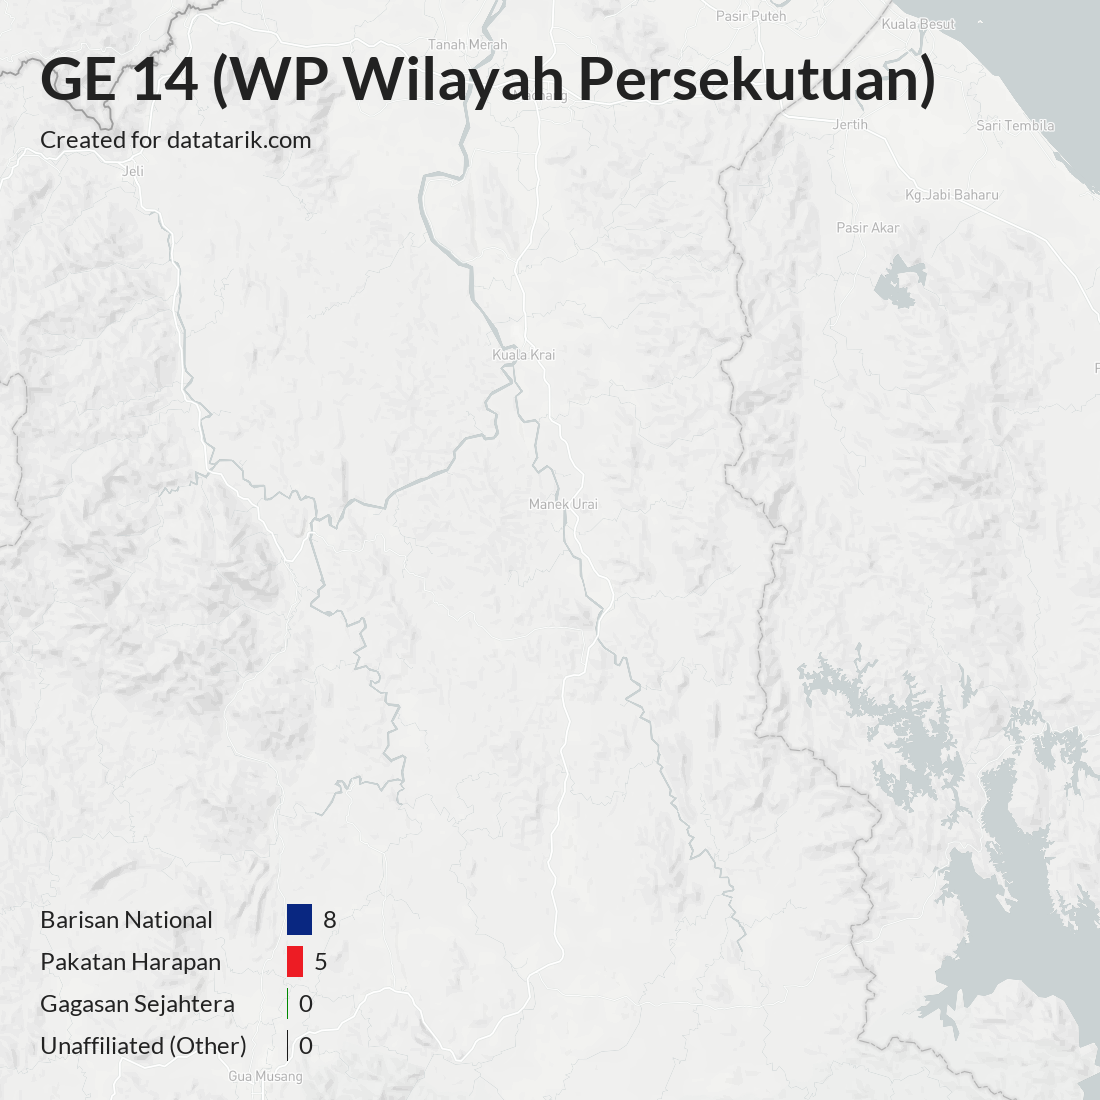 Pasir Puteh
Kuala Besut
Tanah Merah
GE 14 (WP Wilayah Persekutuan)
Jertih
Sari Tembila
Created for datatarik.com
Jeli
Kg.Jabi Baharu
Pasir Akar
Kuala Krai
Manek Urai
Barisan National 8
Pakatan Harapan 5
Gagasan Sejahtera 0
Unaffiliated (Other) 0
Gua Musang